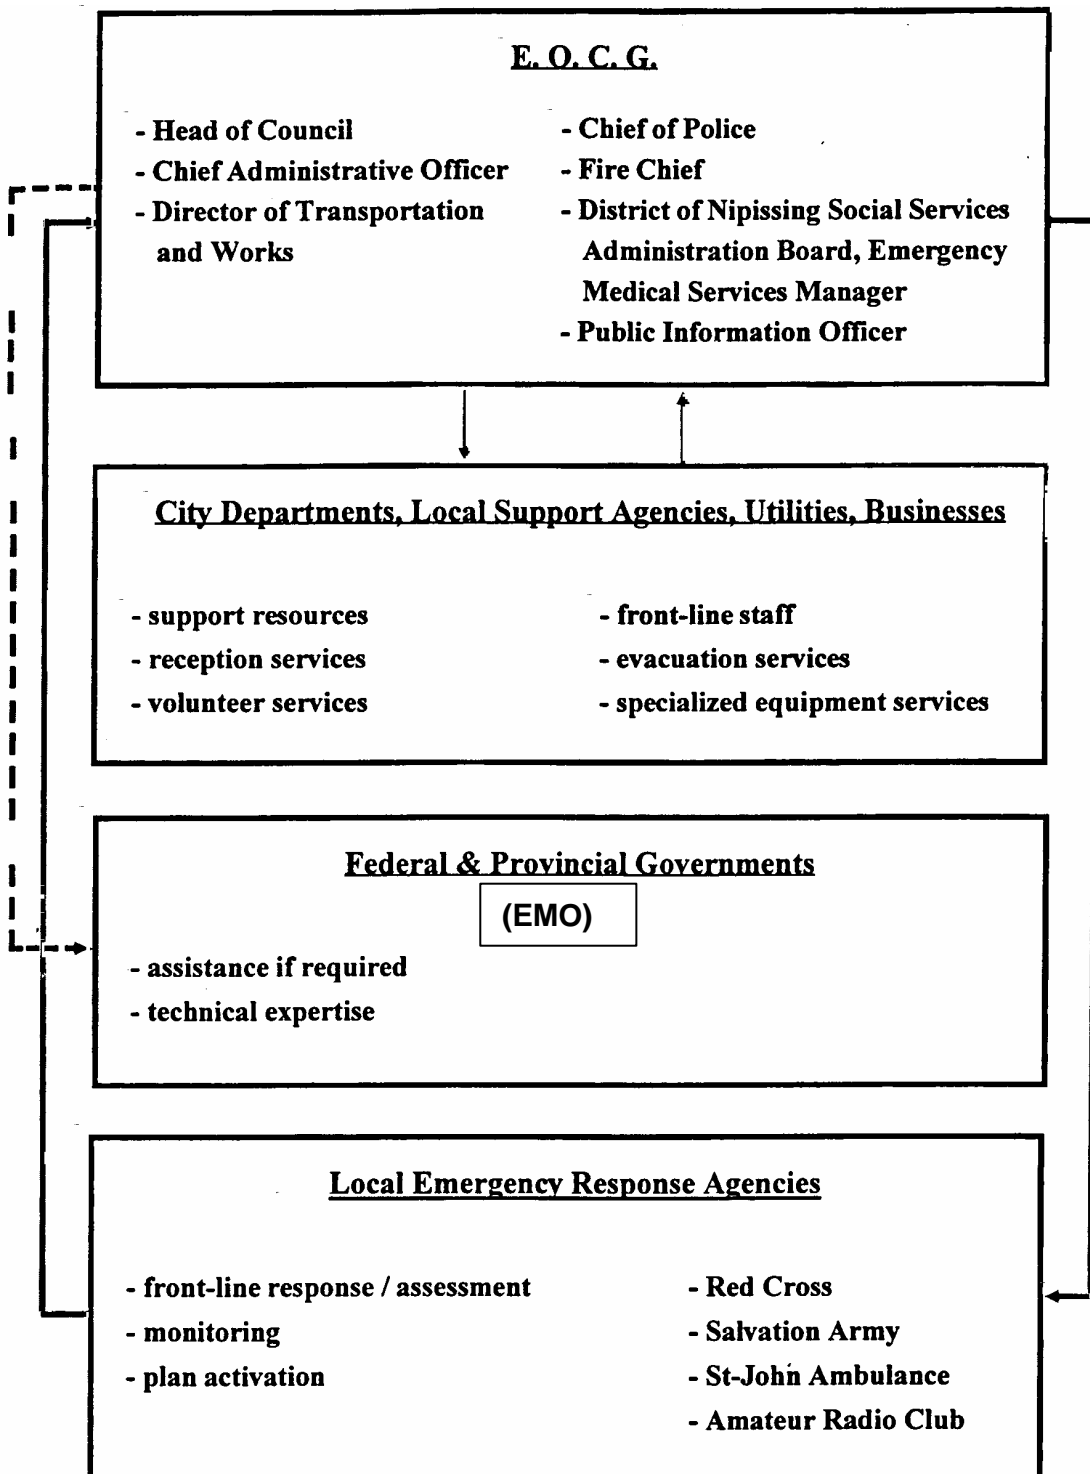 E. O. C. G.
- Head of Council
- Chief Administrative Officer
- Director of Transportation
and Works
- Chief of Police
- Fire Chief
- District of Nipissing Social Services
Administration Board, Emergency
Medical Services Manager
- Public Information Officer
City Departments, Local Support Agencies, Utilities, Businesses
- support resources
- reception services
- volunteer services
- front-line staff
- evacuation services
- specialized equipment services
Federal & Provincial Governments
(EMO)
- assistance if required
- technical expertise
Local Emergency Response Agencies
- front-line response / assessment
- monitoring
- plan activation
- Red Cross
- Salvation Army
- St-John Ambulance
- Amateur Radio Club